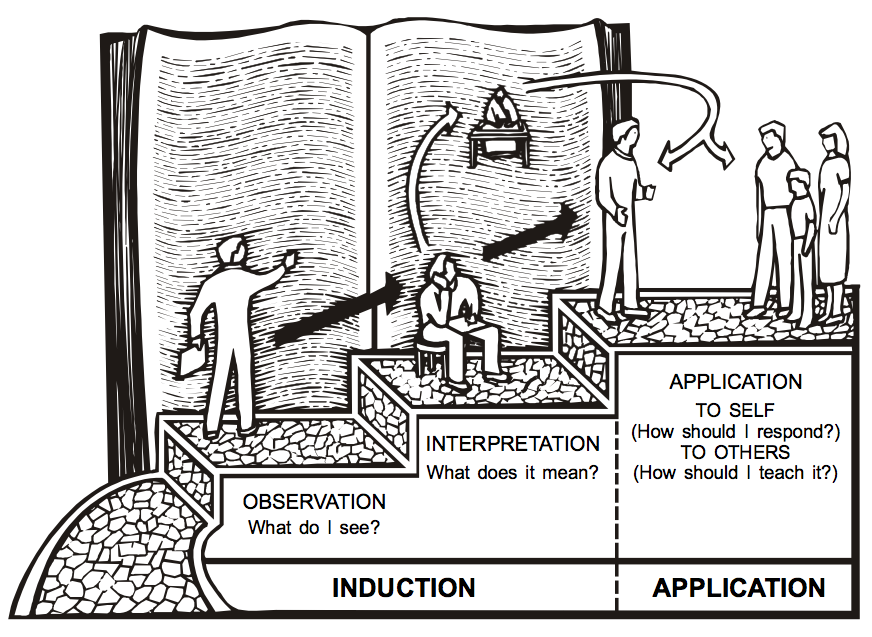 OBSERVATION
What do I see?
INTERPRETATION
What does it mean?
APPLICATION
TO SELF
(How should I respond?)
TO OTHERS
(How should I teach it?)
INDUCTION
APPLICATION